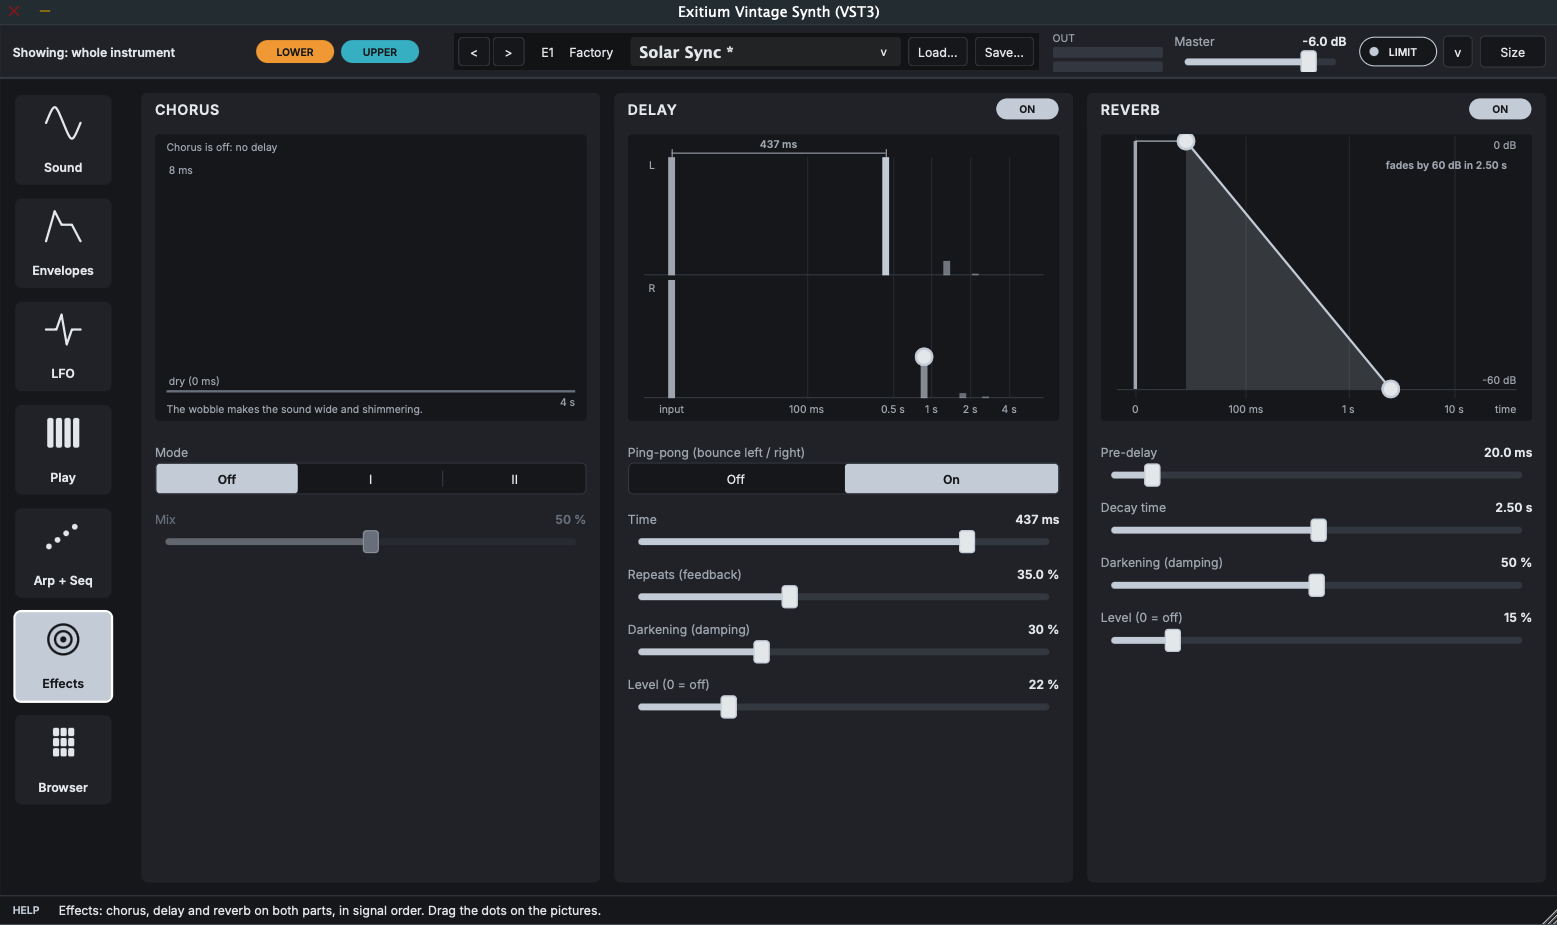 Exitium Vintage Synth (VST3)
Showing: whole instrument
LOWER
UPPER
<
>
E1
Factory
Solar Sync *
v
Load...
Save...
OUT
Master
-6.0 dB
LIMIT
v
Size
Sound
Envelopes
LFO
Play
Arp + Seq
Effects
Browser
CHORUS
Chorus is off: no delay
8 ms
dry (0 ms)
4 s
The wobble makes the sound wide and shimmering.
Mode
Off
I
II
Mix
50 %
DELAY
ON
437 ms
L
R
input
100 ms
0.5 s
1 s
2 s
4 s
Ping-pong (bounce left / right)
Off
On
Time
437 ms
Repeats (feedback)
35.0 %
Darkening (damping)
30 %
Level (0 = off)
22 %
REVERB
ON
0 dB
fades by 60 dB in 2.50 s
-60 dB
0
100 ms
1 s
10 s
time
Pre-delay
20.0 ms
Decay time
2.50 s
Darkening (damping)
50 %
Level (0 = off)
15 %
HELP
Effects: chorus, delay and reverb on both parts, in signal order. Drag the dots on the pictures.